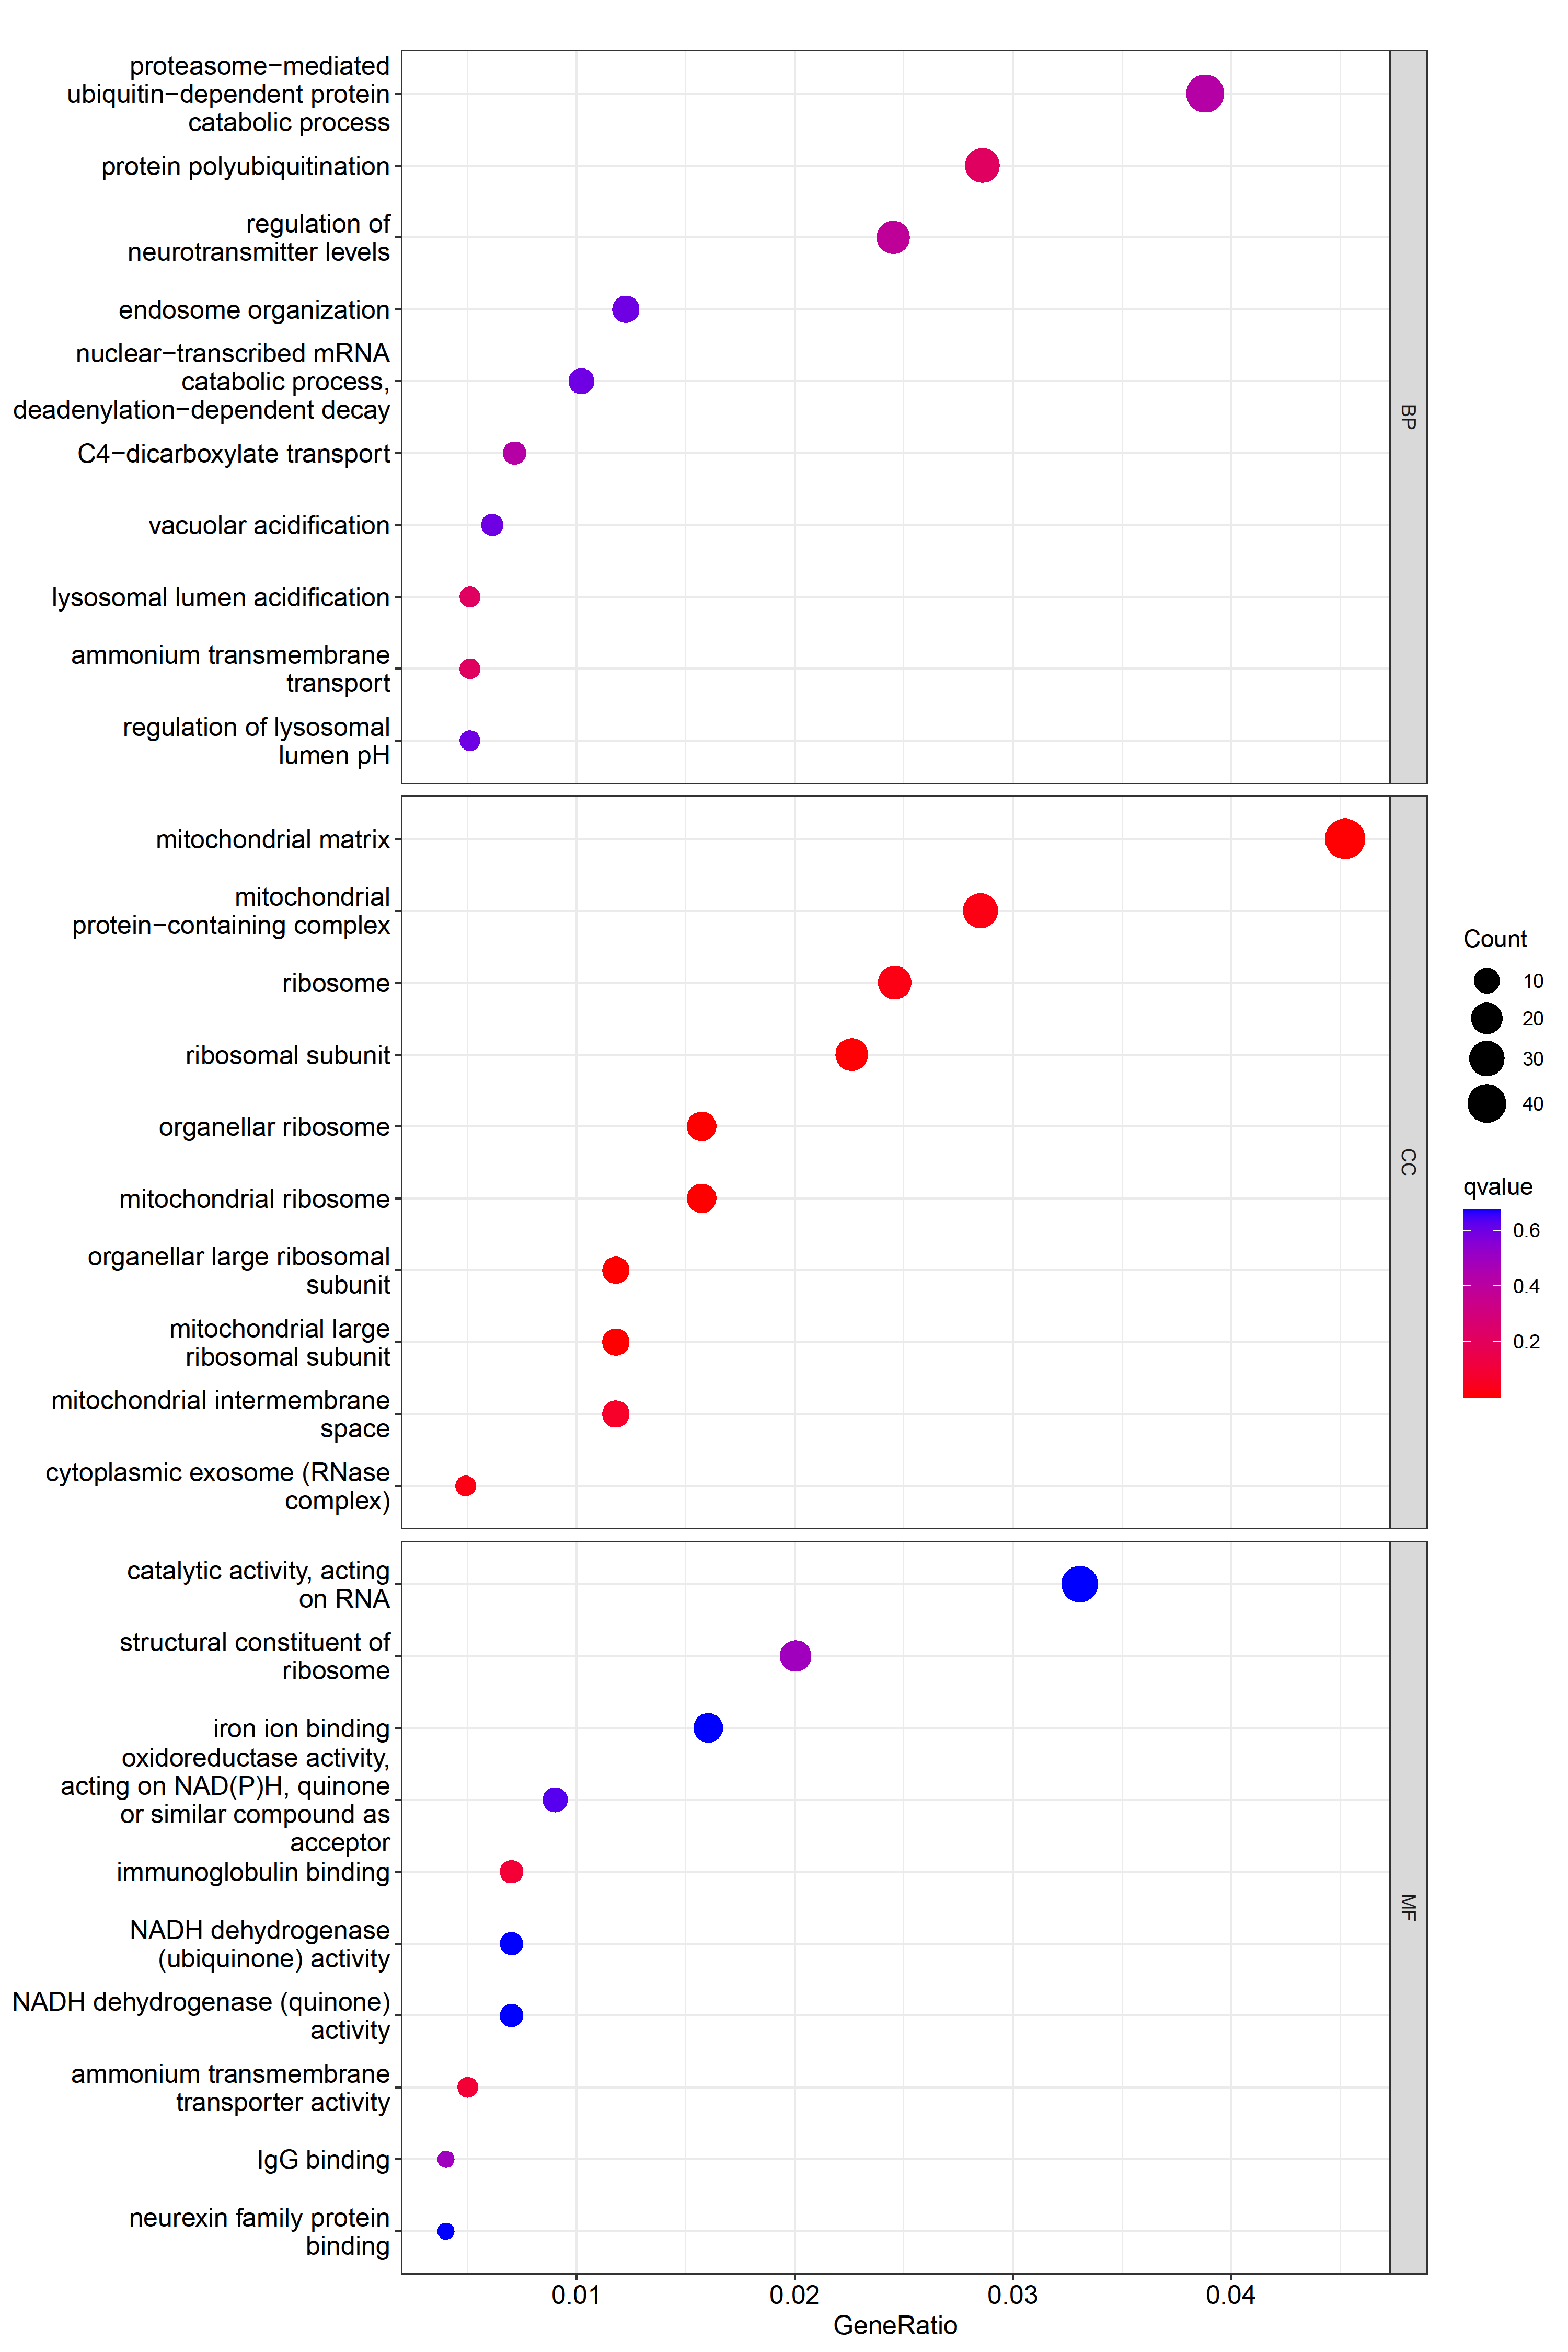 proteasome−mediated
ubiquitin−dependent protein
catabolic process
protein polyubiquitination
regulation of
neurotransmitter levels
endosome organization
nuclear−transcribed mRNA
catabolic process,
deadenylation−dependent decay
C4−dicarboxylate transport
vacuolar acidification
lysosomal lumen acidification
ammonium transmembrane
transport
regulation of lysosomal
lumen pH
BP
mitochondrial matrix
mitochondrial
protein−containing complex
ribosome
ribosomal subunit
organellar ribosome
mitochondrial ribosome
organellar large ribosomal
subunit
mitochondrial large
ribosomal subunit
mitochondrial intermembrane
space
cytoplasmic exosome (RNase
complex)
CC
catalytic activity, acting
on RNA
structural constituent of
ribosome
iron ion binding
oxidoreductase activity,
acting on NAD(P)H, quinone
or similar compound as
acceptor
immunoglobulin binding
NADH dehydrogenase
(ubiquinone) activity
NADH dehydrogenase (quinone)
activity
ammonium transmembrane
transporter activity
IgG binding
neurexin family protein
binding
MF
0.01 0.02 0.03 0.04
GeneRatio
Count
10
20
30
40
qvalue
0.6
0.4
0.2